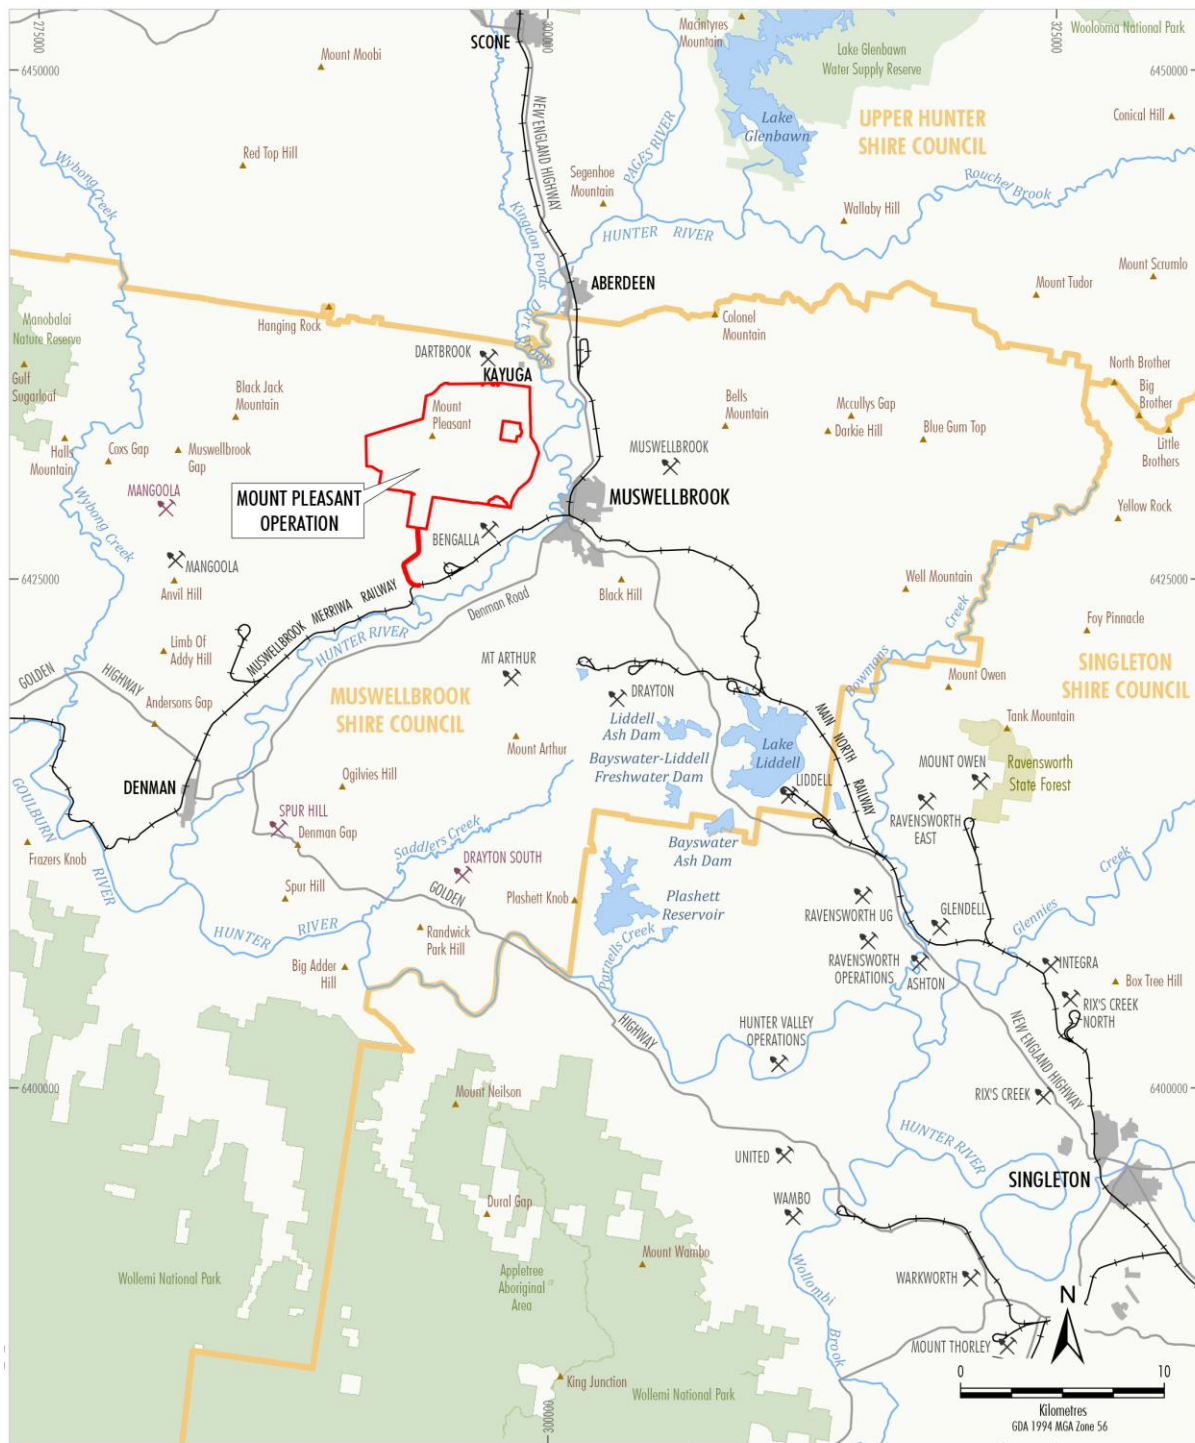 275000
300000
325000
SCONE
Macintyres
Mountain
Woolooma National Park
Mount Moobi
Lake Glenbawn
Water Supply Reserve
6450000
6450000
NEW ENGLAND HIGHWAY
PAGES RIVER
Lake
Glenbawn
UPPER HUNTER
SHIRE COUNCIL
Conical Hill
Wybong Creek
Red Top Hill
Segenhoe
Mountain
Rouchel Brook
Kingdon Ponds
Wallaby Hill
HUNTER RIVER
Mount Scrumlo
Mount Tudor
ABERDEEN
Dart Brook
Manobalai
Nature Reserve
Hanging Rock
Colonel
Mountain
DARTBROOK
KAYUGA
North Brother
Gulf
Sugarloaf
Big
Brother
Black Jack
Mountain
Mount
Pleasant
Bells
Mountain
Mccullys Gap
Darkie Hill
Blue Gum Top
Little
Brothers
Halls
Mountain
Coxs Gap
Muswellbrook
Gap
MUSWELLBROOK
MANGOOLA
MOUNT PLEASANT
OPERATION
MUSWELLBROOK
Yellow Rock
Wybong Creek
BENGALLA
MANGOOLA
6425000
6425000
Anvil Hill
MUSWELLBROOK MERRIWA RAILWAY
Denman Road
Black Hill
Well Mountain
Creek
Foy Pinnacle
HUNTER RIVER
Limb Of
Addy Hill
GOLDEN
HIGHWAY
MT ARTHUR
Bowmans
SINGLETON
SHIRE COUNCIL
Mount Owen
Andersons Gap
MUSWELLBROOK
SHIRE COUNCIL
DRAYTON
Liddell
Ash Dam
MAIN NORTH RAILWAY
Tank Mountain
Mount Arthur
Bayswater-Liddell
Freshwater Dam
Lake
Liddell
LIDDELL
MOUNT OWEN
Ravensworth
State Forest
DENMAN
Ogilvies Hill
GOULBURN RIVER
SPUR HILL
Denman Gap
RAVENSWORTH
EAST
Saddlers Creek
Bayswater
Ash Dam
Frazers Knob
DRAYTON SOUTH
Creek
Spur Hill
GOLDEN
Plashett Knob
Plashett
Reservoir
RAVENSWORTH UG
GLENDELL
Glennies
HUNTER RIVER
Randwick
Park Hill
Parnells Creek
RAVENSWORTH
OPERATIONS
ASHTON
INTEGRA
Big Adder
Hill
Box Tree Hill
RIX'S CREEK
NORTH
HIGHWAY
HUNTER VALLEY
OPERATIONS
NEW ENGLAND HIGHWAY
6400000
6400000
Mount Neilson
RIX'S CREEK
HUNTER RIVER
UNITED
SINGLETON
WAMBO
Dural Gap
Mount Wambo
Wollemi National Park
Appletree
Aboriginal
Area
Wollombi
Brook
WARKWORTH
N
MOUNT THORLEY
King Junction
Wollemi National Park
0
10
Kilometres
GDA 1994 MGA Zone 56
300000